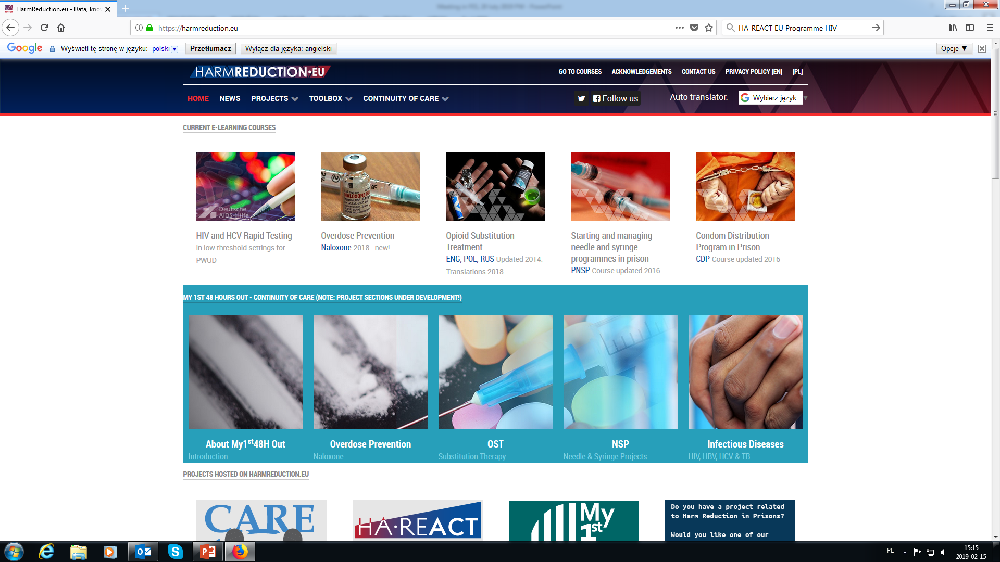 HarmReduction.eu - Data, kno
https://harmreduction.eu
HA-REACT EU Programme HIV
Google
Wyświetl tę stronę w języku: polski
Przetłumacz
Wyłącz dla języka: angielski
Opcje ▼
HARMREDUCTION•EU
GO TO COURSES
ACKNOWLEDGEMENTS
CONTACT US
PRIVACY POLICY [EN]
[PL]
HOME
NEWS
PROJECTS
TOOLBOX
CONTINUITY OF CARE
Follow us
Auto translator:
Wybierz język
CURRENT E-LEARNING COURSES
Deutsche
AIDS-Hilfe
NALOXONE
HIV and HCV Rapid Testing
in low threshold settings for
PWUD
Overdose Prevention
Naloxone 2018 - new!
Opioid Substitution
Treatment
ENG, POL, RUS Updated 2014.
Translations 2018
Starting and managing
needle and syringe
programmes in prison
PNSP Course updated 2016
Condom Distribution
Program in Prison
CDP Course updated 2016
MY 1ST 48 HOURS OUT - CONTINUITY OF CARE (NOTE: PROJECT SECTIONS UNDER DEVELOPMENT!)
About My1st48H Out
Introduction
Overdose Prevention
Naloxone
OST
Substitution Therapy
NSP
Needle & Syringe Projects
Infectious Diseases
HIV, HBV, HCV & TB
PROJECTS HOSTED ON HARMREDUCTION.EU
CARE
HA•REACT
My
1st
Do you have a project related
to Harm Reduction in Prisons?
Would you like one of our
PL
15:15
2019-02-15